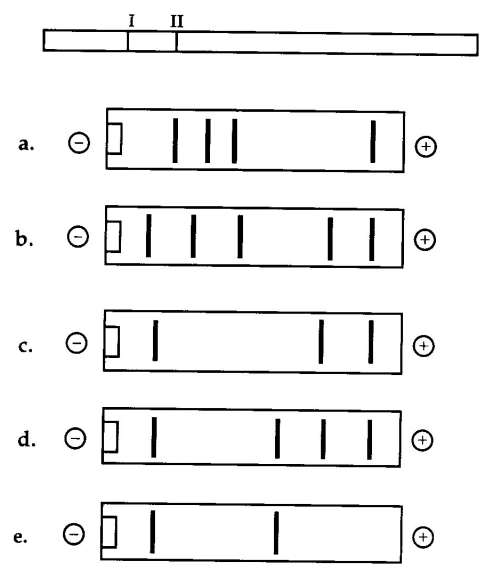 I II
a. − +
b. − +
c. − +
d. − +
e. − +